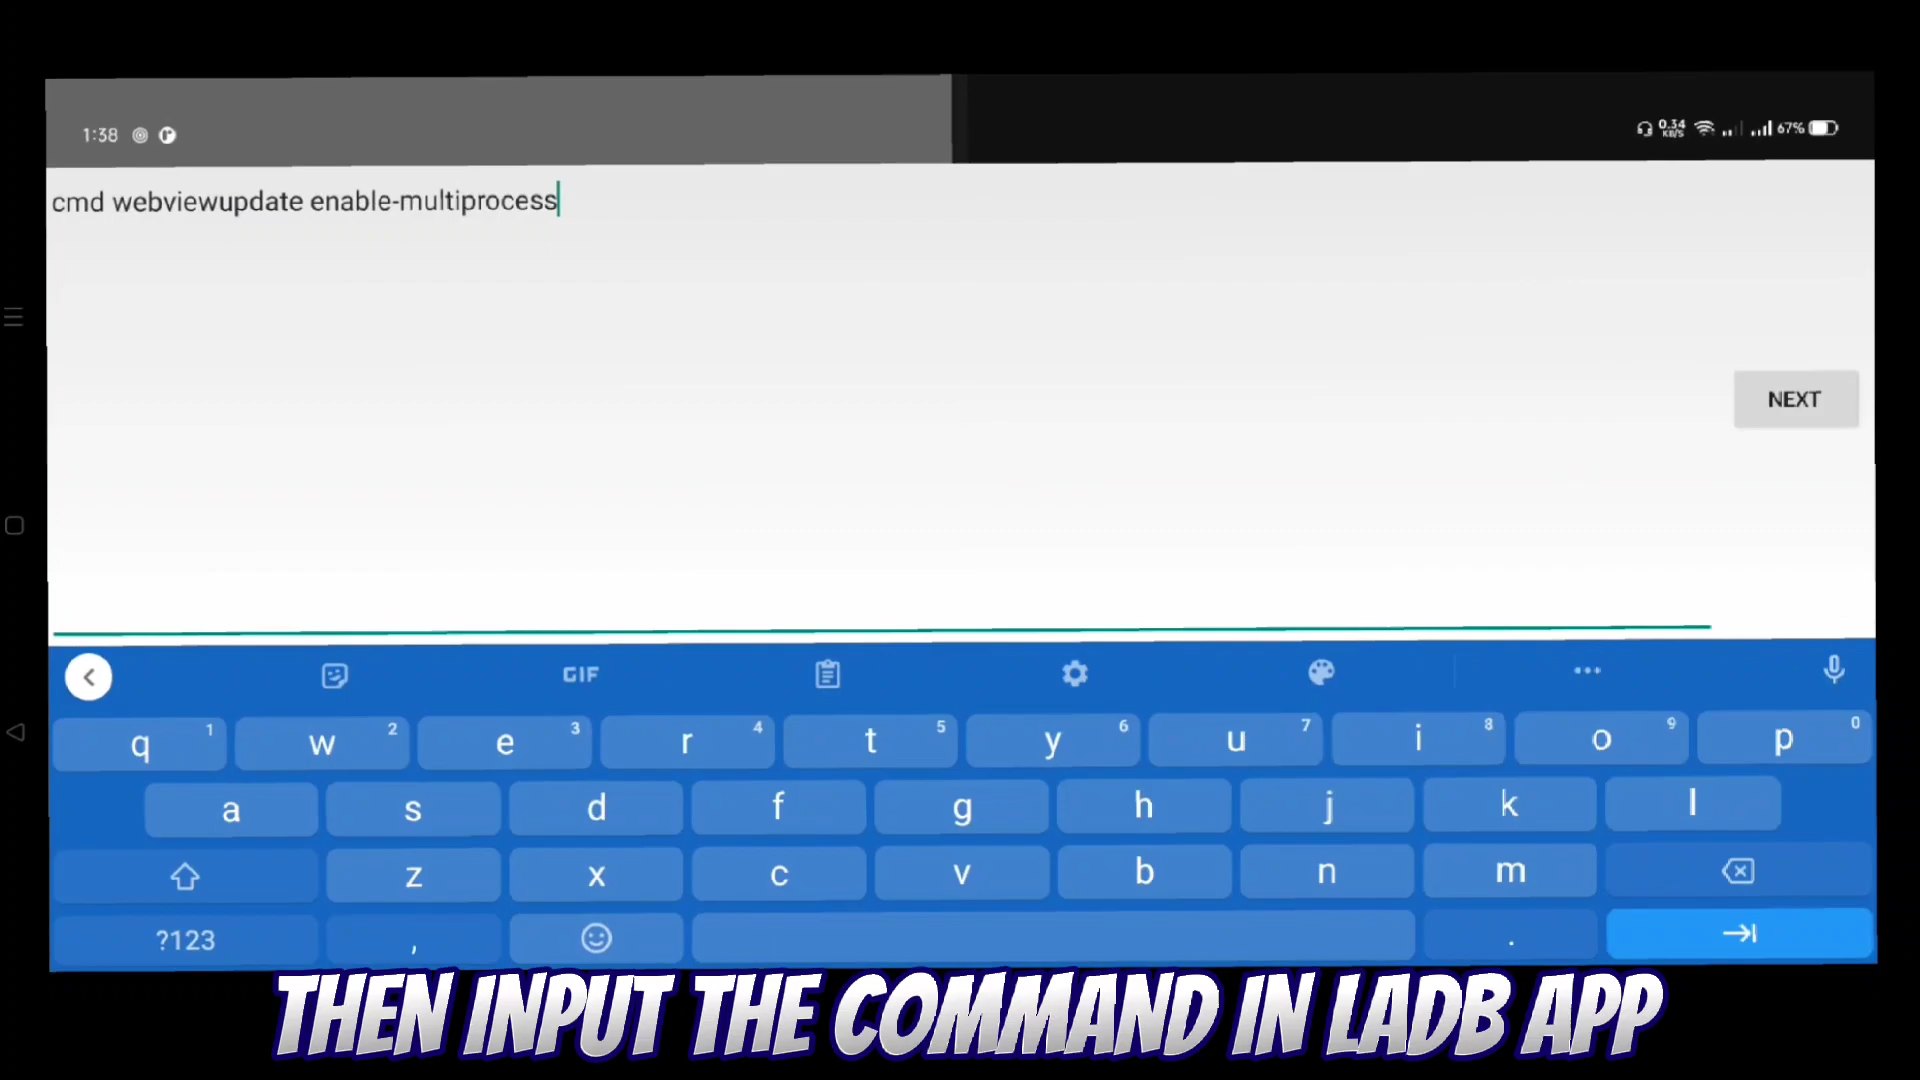 1:38
0.34
KB/S
67%
cmd webviewupdate enable-multiprocess
NEXT
GIF
q 1 w 2 e 3 r 4 t 5 y 6 u 7 i 8 o 9 p 0
a s d f g h j k l
z x c v b n m
?123 , .
THEN INPUT THE COMMAND IN LADB APP